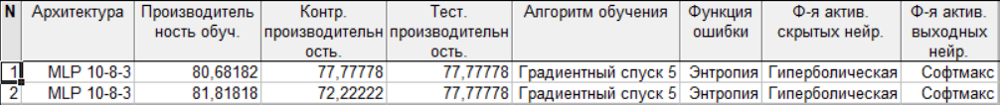 N Архитектура Производитель Контр. Тест. Алгоритм обучения Функция Ф-я актив. Ф-я актив.
ность обуч. производительн производительн ошибки скрытых нейр. выходных
ость. ость. нейр.
1 MLP 10-8-3 80,68182 77,77778 77,77778 Градиентный спуск 5 Энтропия Гиперболическая Софтмакс
2 MLP 10-8-3 81,81818 72,22222 77,77778 Градиентный спуск 5 Энтропия Гиперболическая Софтмакс